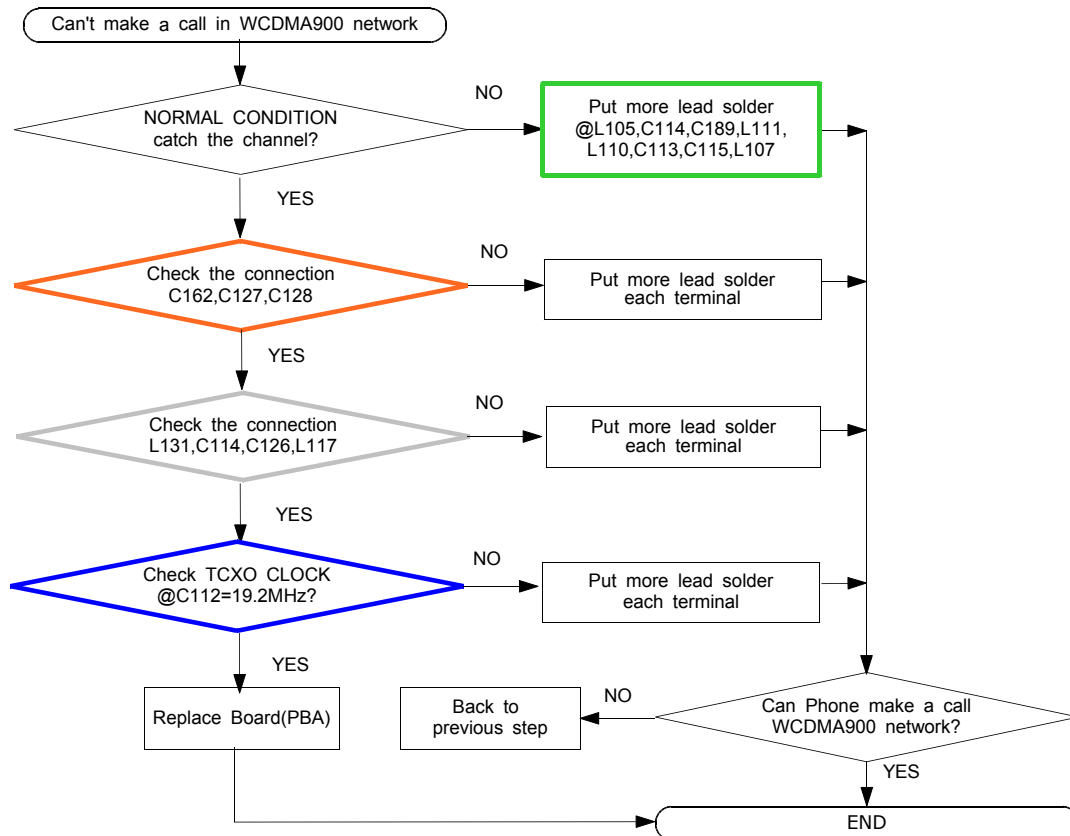 Can't make a call in WCDMA900 network
NORMAL CONDITION
catch the channel?
NO
Put more lead solder
@L105,C114,C189,L111,
L110,C113,C115,L107
YES
Check the connection
C162,C127,C128
NO
Put more lead solder
each terminal
YES
Check the connection
L131,C114,C126,L117
NO
Put more lead solder
each terminal
YES
Check TCXO CLOCK
@C112=19.2MHz?
NO
Put more lead solder
each terminal
YES
Replace Board(PBA)
Back to
previous step
NO
Can Phone make a call
WCDMA900 network?
YES
END